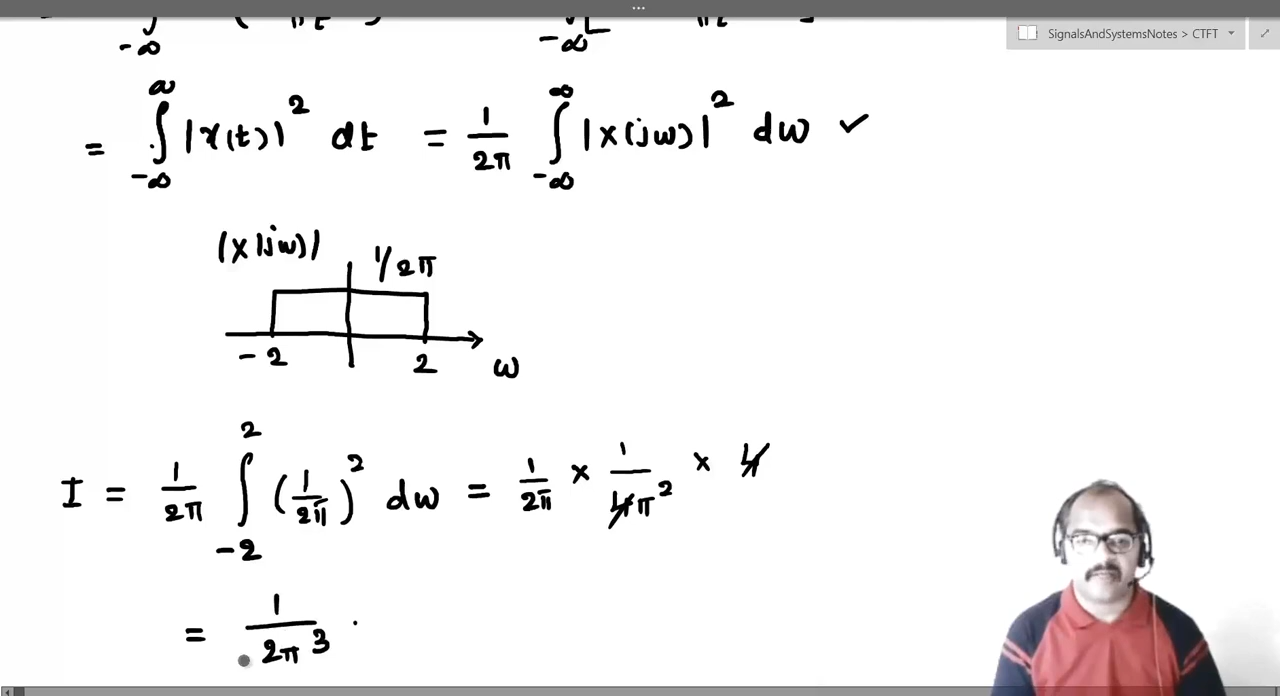 SignalsAndSystemsNotes > CTFT
-∞ -∞
= ∫_{-∞}^{∞} |x(t)|² dt = 1/2π ∫_{-∞}^{∞} |X(jω)|² dω ✓
|X(jω)| 1/2π
-2 2 ω
I = 1/2π ∫_{-2}^{2} (1/2π)² dω = 1/2π × 1/4π² × 4
= 1/2π³ .